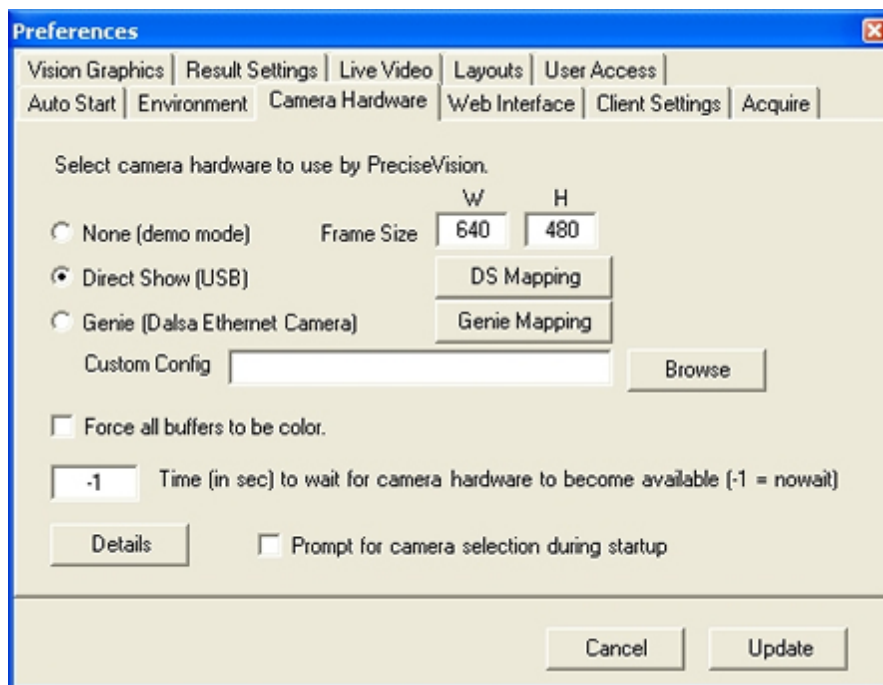 Preferences
Vision Graphics Result Settings Live Video Layouts User Access
Auto Start Environment Camera Hardware Web Interface Client Settings Acquire
Select camera hardware to use by PreciseVision.
W H
None (demo mode) Frame Size 640 480
Direct Show (USB) DS Mapping
Genie (Dalsa Ethernet Camera) Genie Mapping
Custom Config Browse
Force all buffers to be color.
-1 Time (in sec) to wait for camera hardware to become available (-1 = nowait)
Details Prompt for camera selection during startup
Cancel Update